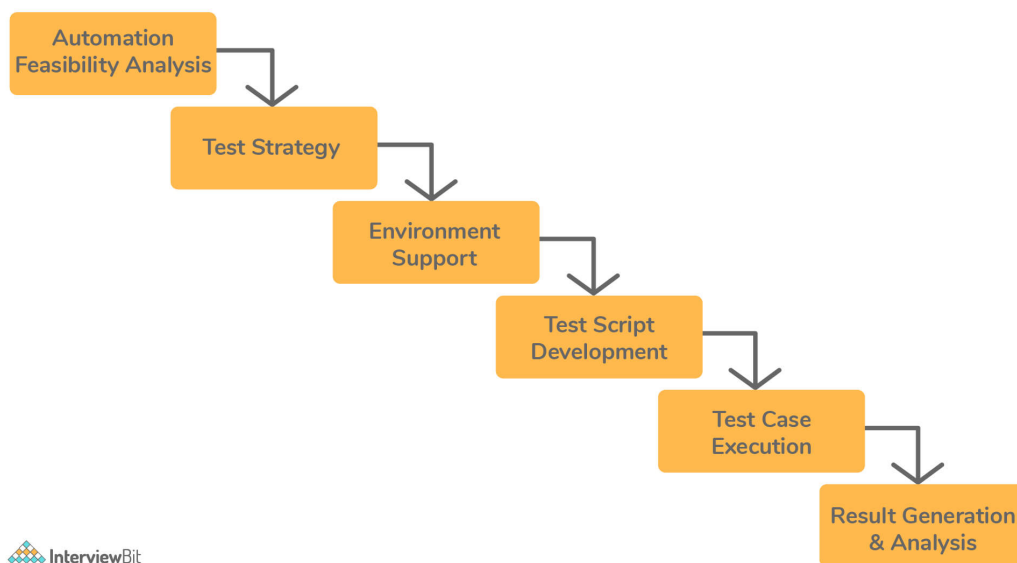 Automation
Feasibility Analysis
Test Strategy
Environment
Support
Test Script
Development
Test Case
Execution
Result Generation
& Analysis
InterviewBit